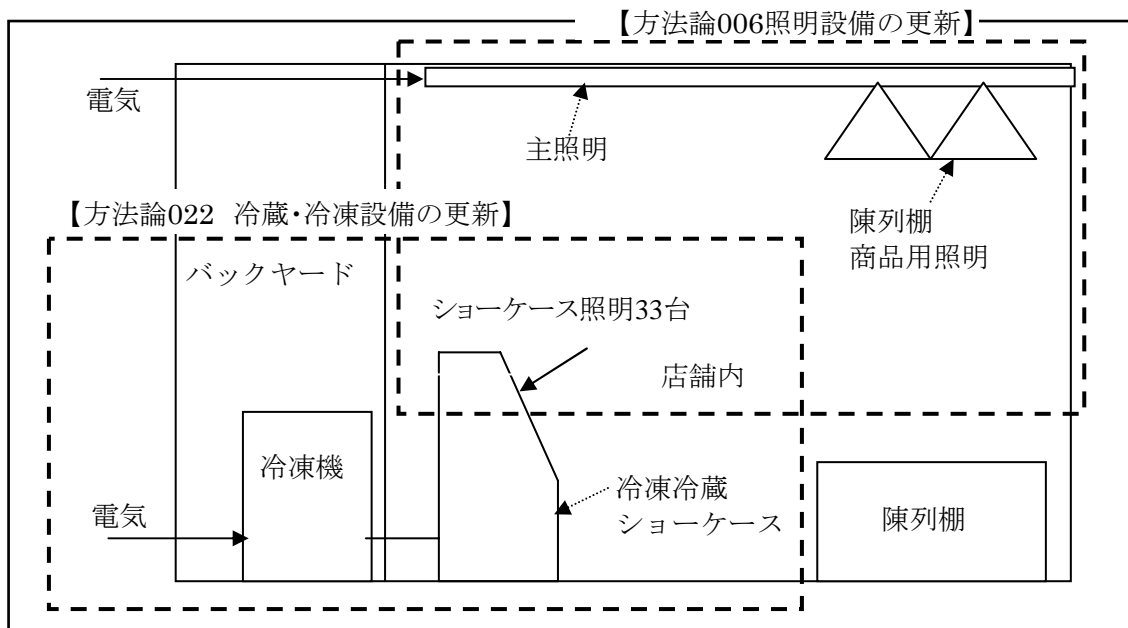 【方法論006照明設備の更新】
電気
主照明
陳列棚
商品用照明
【方法論022 冷蔵・冷凍設備の更新】
バックヤード
ショーケース照明33台
店舗内
冷凍機
冷凍冷蔵
ショーケース
陳列棚
電気